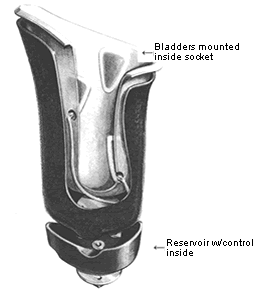 ←Bladders mounted
inside socket
←Reservoir w/control
inside